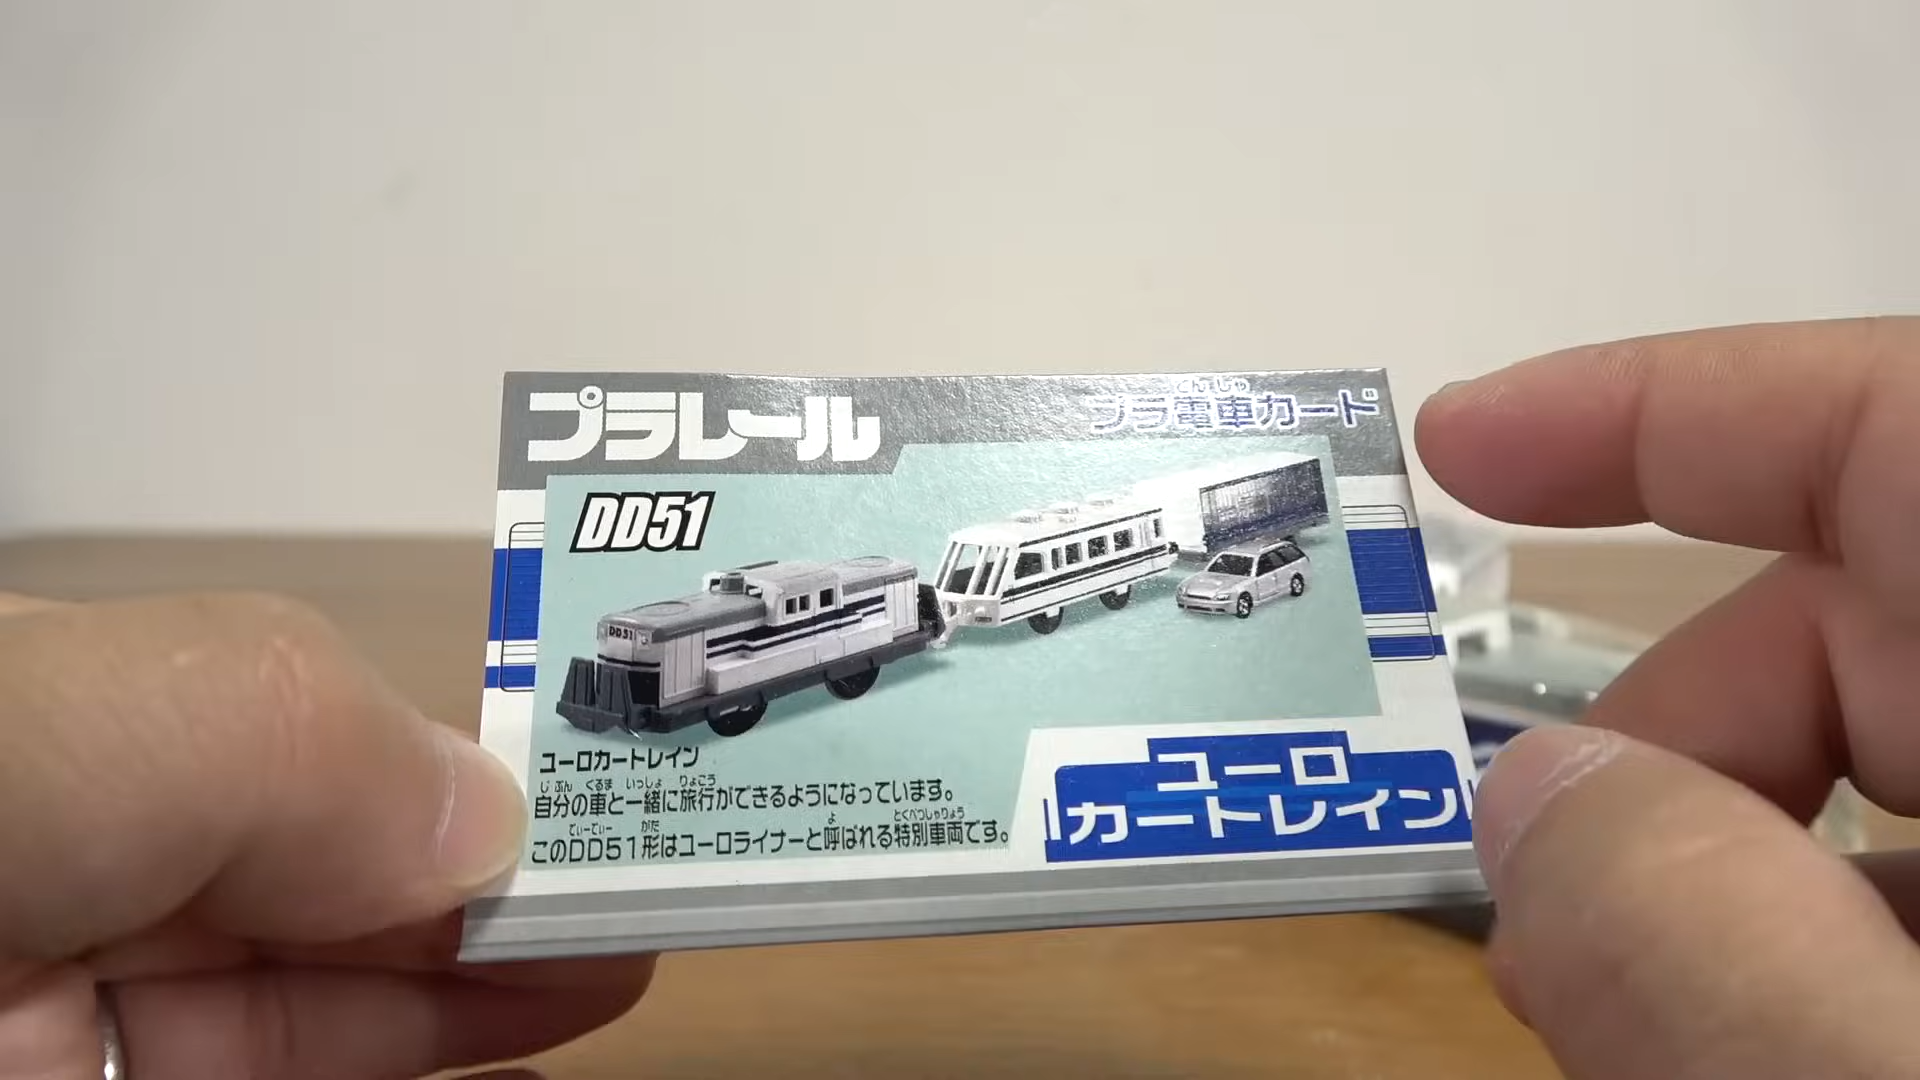 プラレール
プラ電車カード
でんしゃ
DD51
DD51
ユーロカートレイン
じぶん くるま いっしょ りょこう
自分の車と一緒に旅行ができるようになっています。
でぃーでぃー がた よ とくべつしゃりょう
このDD51形はユーロライナーと呼ばれる特別車両です。
ユーロ
カートレイン